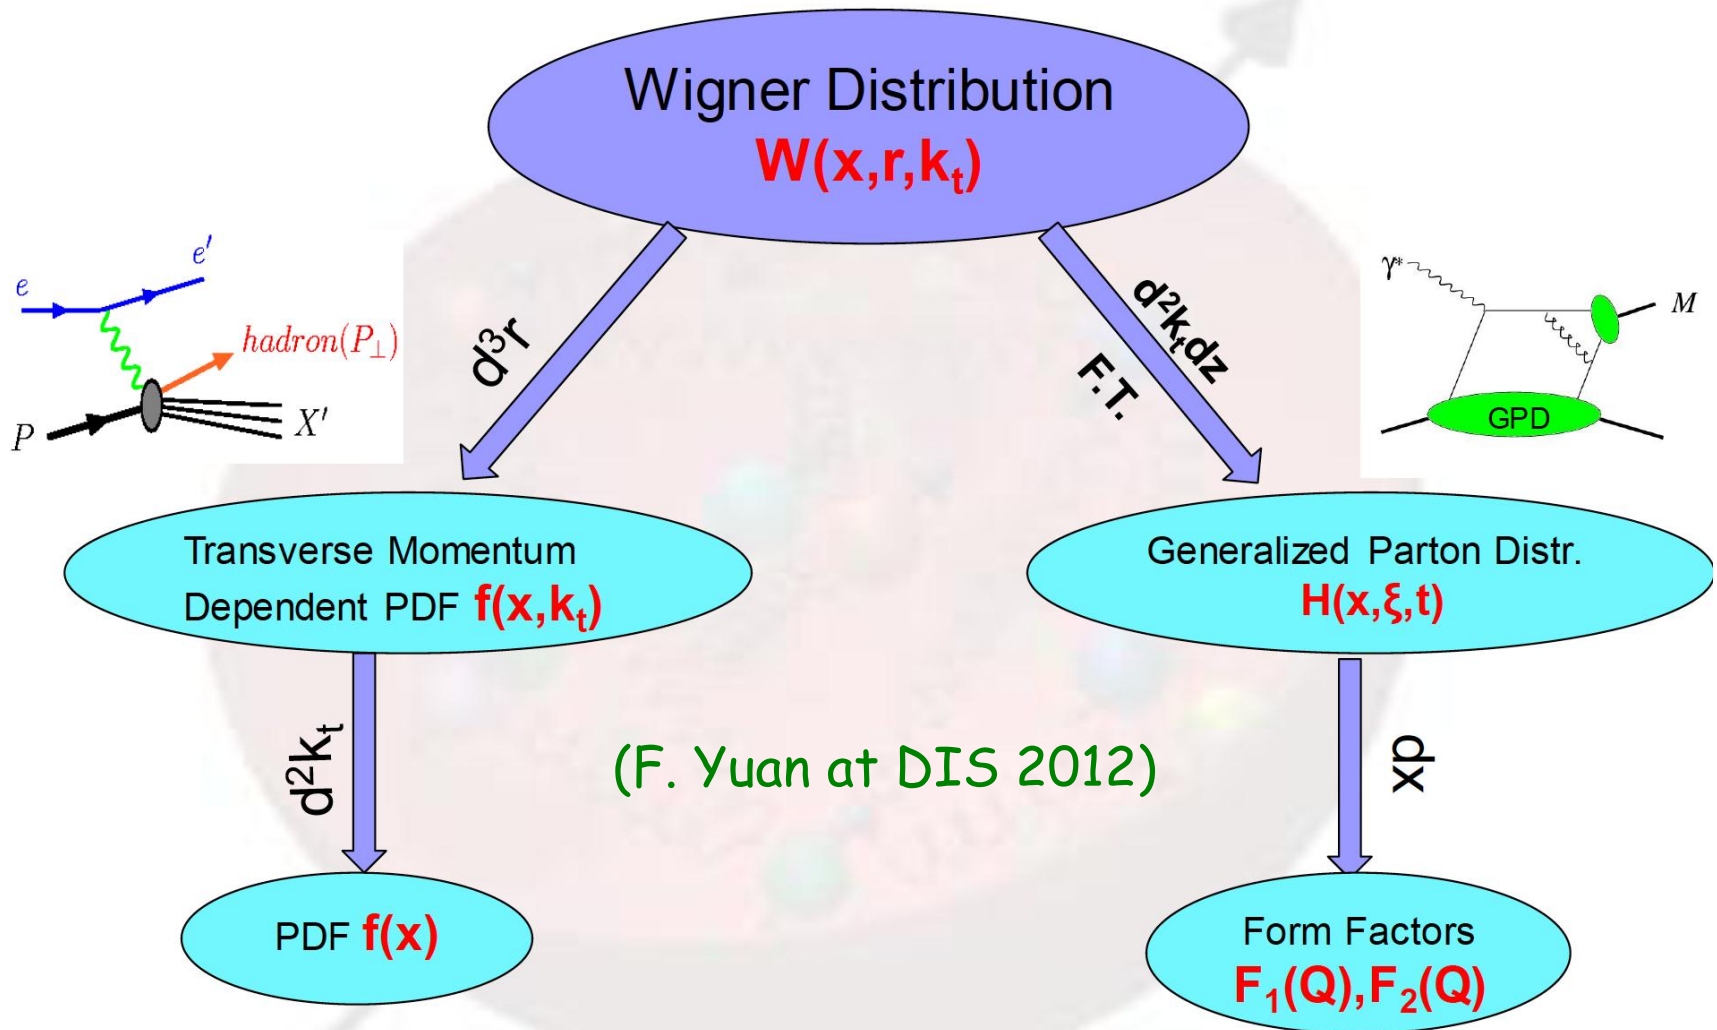 Wigner Distribution
W(x,r,kₜ)
e
e′
hadron(P⊥)
P
X′
d³r
d²kₜdz
F.T.
γ*
M
GPD
Transverse Momentum
Dependent PDF f(x,kₜ)
Generalized Parton Distr.
H(x,ξ,t)
d²kₜ
(F. Yuan at DIS 2012)
dx
PDF f(x)
Form Factors
F₁(Q),F₂(Q)